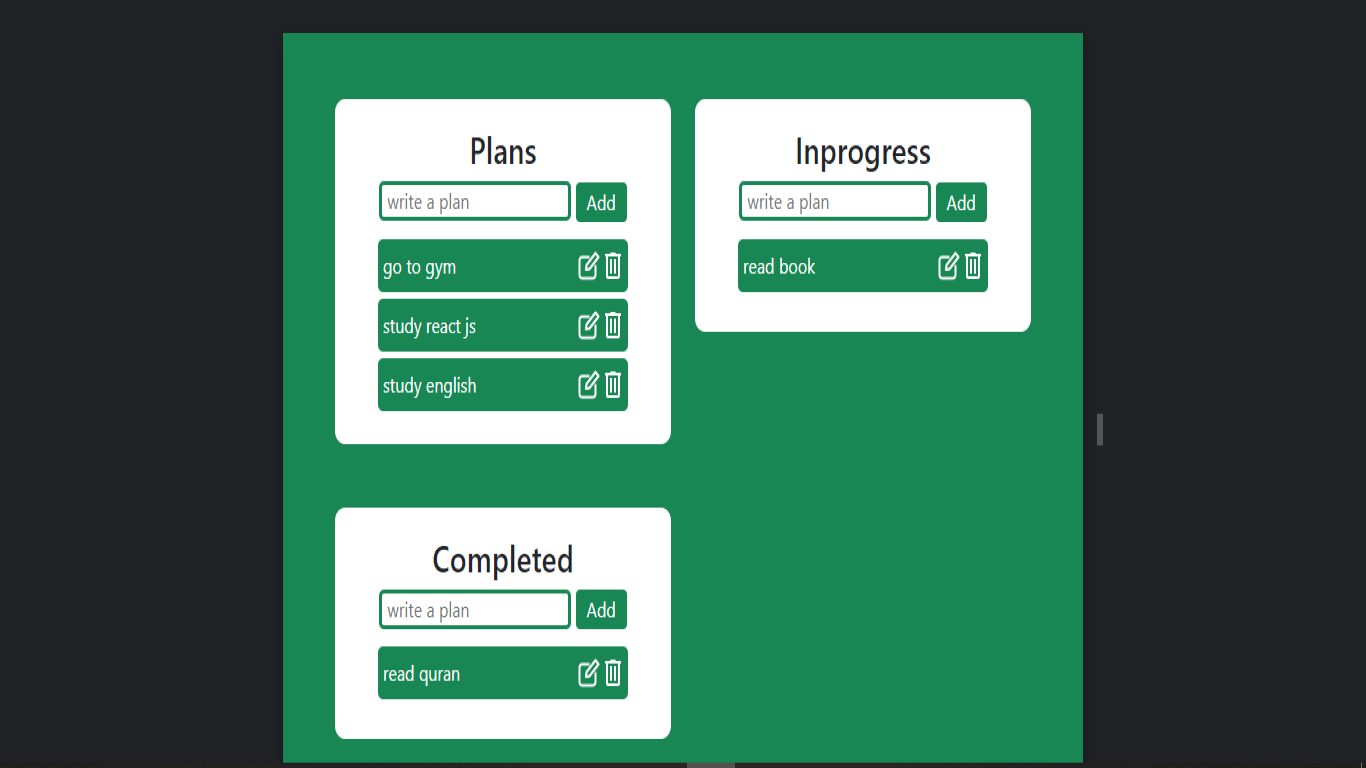 Plans
write a plan
Add
go to gym
study react js
study english
Inprogress
write a plan
Add
read book
Completed
write a plan
Add
read quran